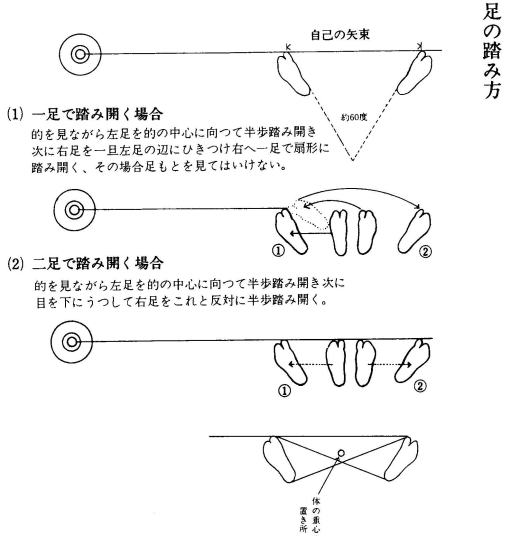 足の踏み方
自己の矢束
約60度
(1) 一足で踏み開く場合
的を見ながら左足を的の中心に向つて半歩踏み開き
次に右足を一旦左足の辺にひきつけ右へ一足で扇形に
踏み開く、その場合足もとを見てはいけない。
① ②
(2) 二足で踏み開く場合
的を見ながら左足を的の中心に向つて半歩踏み開き次に
目を下にうつして右足をこれと反対に半歩踏み開く。
① ②
体の重心
置き所